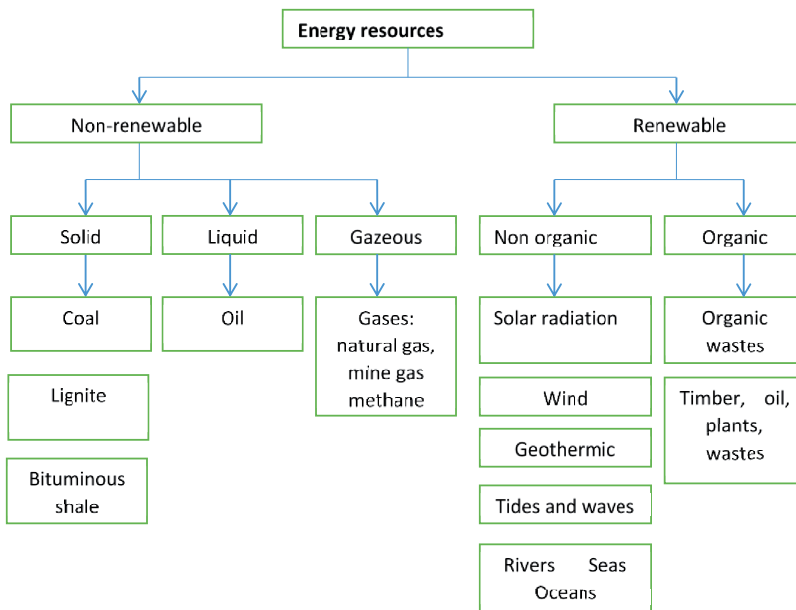 Energy resources
Non-renewable
Renewable
Solid
Liquid
Gazeous
Non organic
Organic
Coal
Oil
Gases:
natural gas,
mine gas
methane
Solar radiation
Organic
wastes
Lignite
Wind
Timber, oil,
plants,
wastes
Geothermic
Bituminous
shale
Tides and waves
Rivers Seas
Oceans